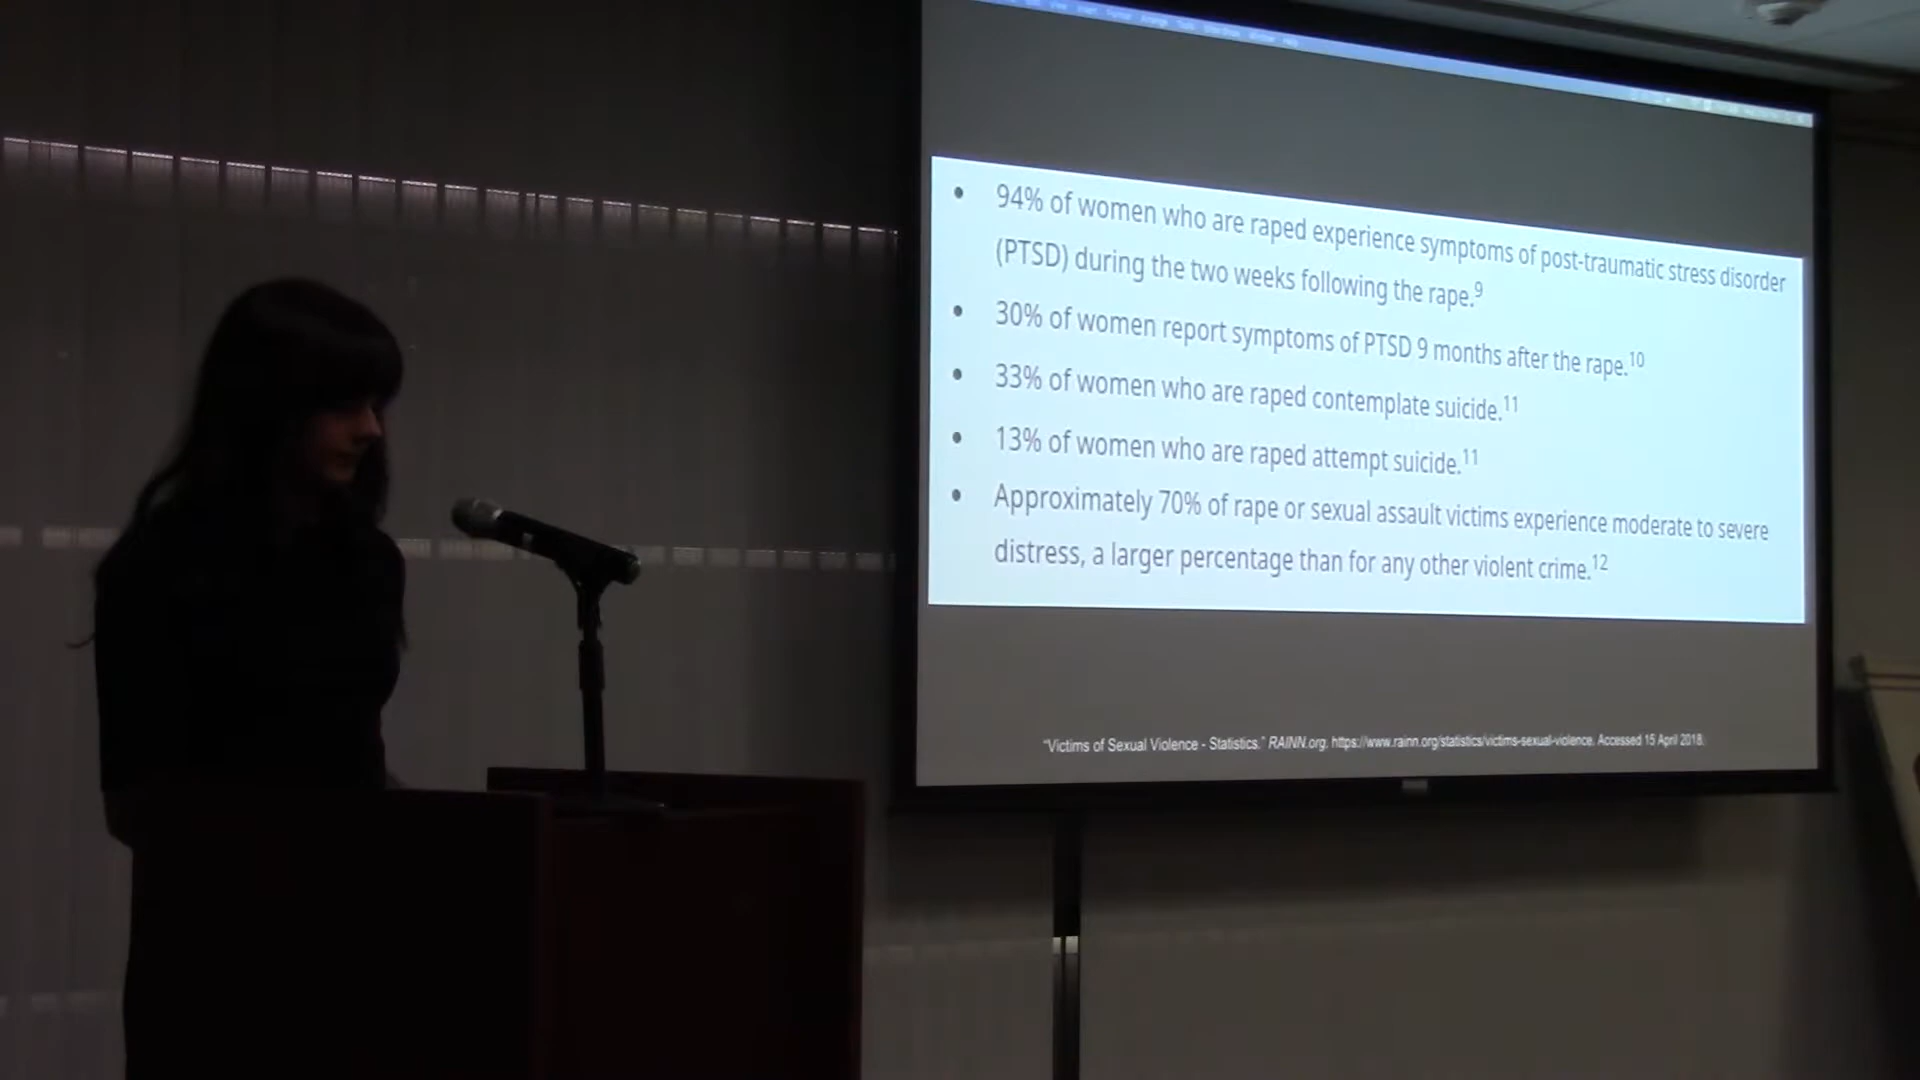 • 94% of women who are raped experience symptoms of post-traumatic stress disorder
(PTSD) during the two weeks following the rape.9
• 30% of women report symptoms of PTSD 9 months after the rape.10
• 33% of women who are raped contemplate suicide.11
• 13% of women who are raped attempt suicide.11
• Approximately 70% of rape or sexual assault victims experience moderate to severe
distress, a larger percentage than for any other violent crime.12
“Victims of Sexual Violence - Statistics.” RAINN.org. https://www.rainn.org/statistics/victims-sexual-violence. Accessed 15 April 2018.